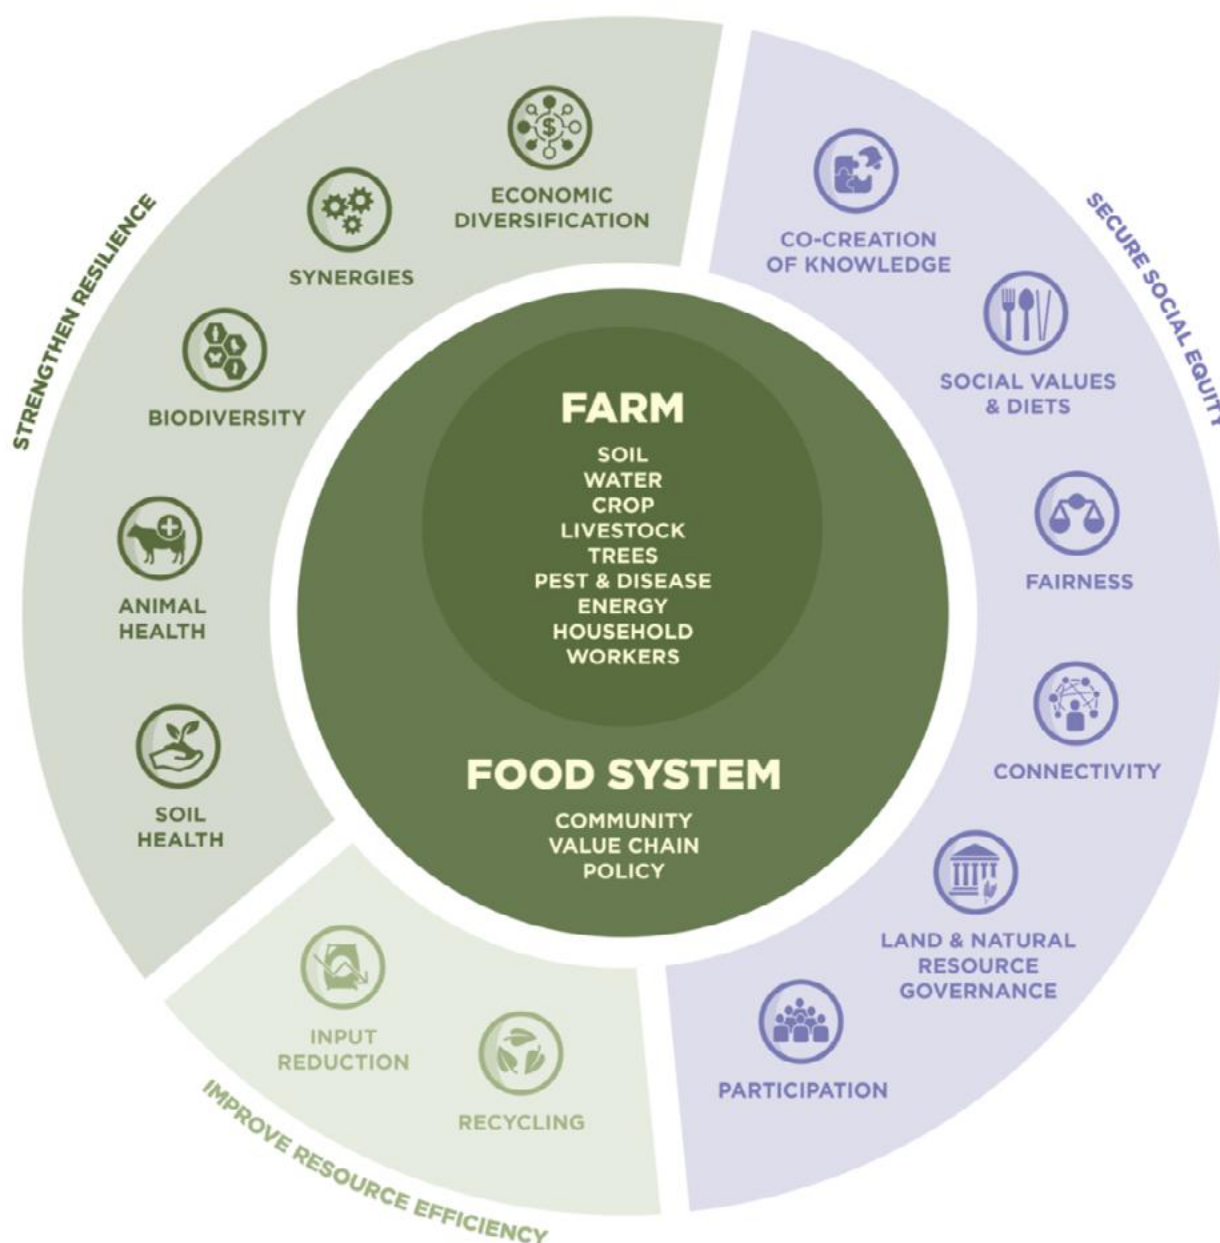 STRENGTHEN RESILIENCE
ECONOMIC
DIVERSIFICATION
SYNERGIES
BIODIVERSITY
ANIMAL
HEALTH
SOIL
HEALTH
SECURE SOCIAL EQUITY
CO-CREATION
OF KNOWLEDGE
SOCIAL VALUES
& DIETS
FAIRNESS
CONNECTIVITY
LAND & NATURAL
RESOURCE
GOVERNANCE
PARTICIPATION
IMPROVE RESOURCE EFFICIENCY
INPUT
REDUCTION
RECYCLING
FARM
SOIL
WATER
CROP
LIVESTOCK
TREES
PEST & DISEASE
ENERGY
HOUSEHOLD
WORKERS
FOOD SYSTEM
COMMUNITY
VALUE CHAIN
POLICY
$